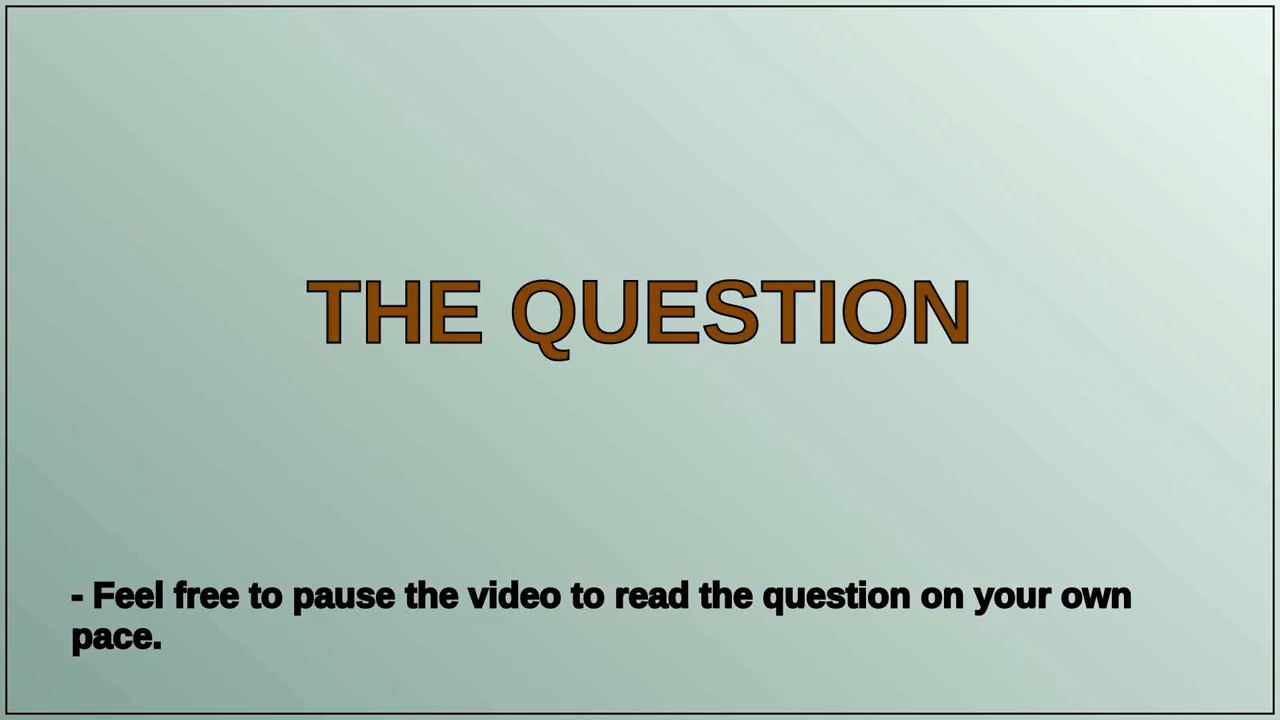 THE QUESTION
- Feel free to pause the video to read the question on your own
pace.